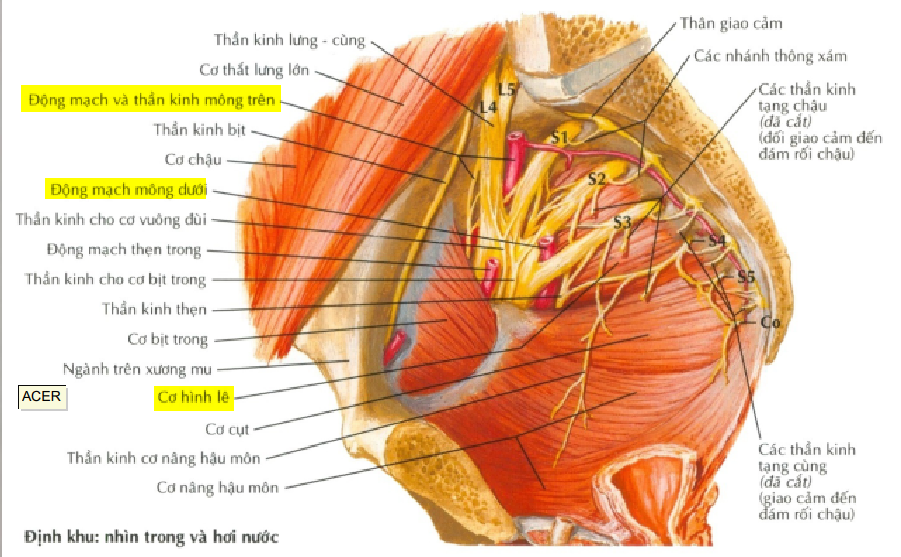 Thần kinh lưng - cùng
Cơ thắt lưng lớn
Động mạch và thần kinh mông trên
Thần kinh bịt
Cơ chậu
Động mạch mông dưới
Thần kinh cho cơ vuông đùi
Động mạch thẹn trong
Thần kinh cho cơ bịt trong
Thần kinh thẹn
Cơ bịt trong
Ngành trên xương mu
ACER
Cơ hình lê
Cơ cụt
Thần kinh cơ nâng hậu môn
Cơ nâng hậu môn
Định khu: nhìn trong và hơi nước
L5
L4
S1
S2
S3
S4
S5
Co
Thân giao cảm
Các nhánh thông xám
Các thần kinh
tạng chậu
(đã cắt)
(đối giao cảm đến
đám rối chậu)
Các thần kinh
tạng cùng
(đã cắt)
(giao cảm đến
đám rối chậu)